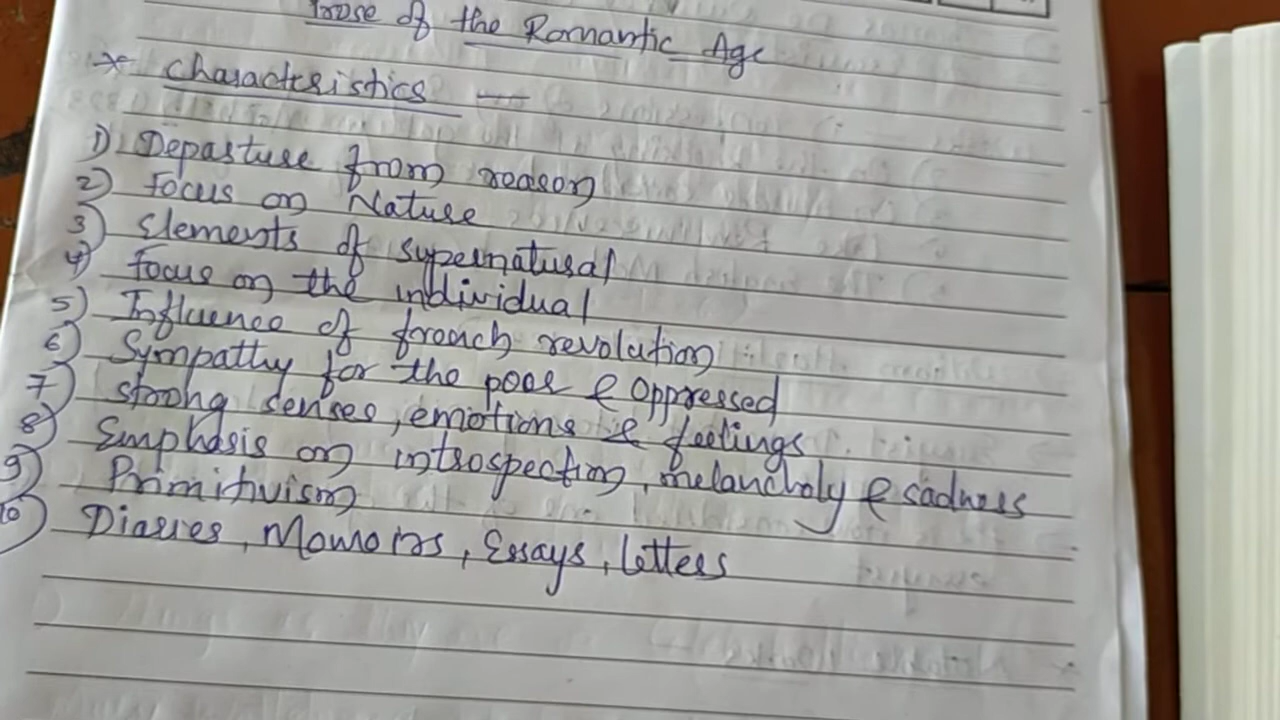 Prose of the Romantic Age
* Characteristics —
1) Departure from reason
2) Focus on Nature
3) Elements of supernatural
4) Focus on the individual
5) Influence of french revolution
6) Sympathy for the poor & Oppressed
7) strong senses, emotions & feelings
8) Emphasis on introspection, melancholy & sadness
9) Primitivism
10) Diaries, Memoirs, Essays, letters